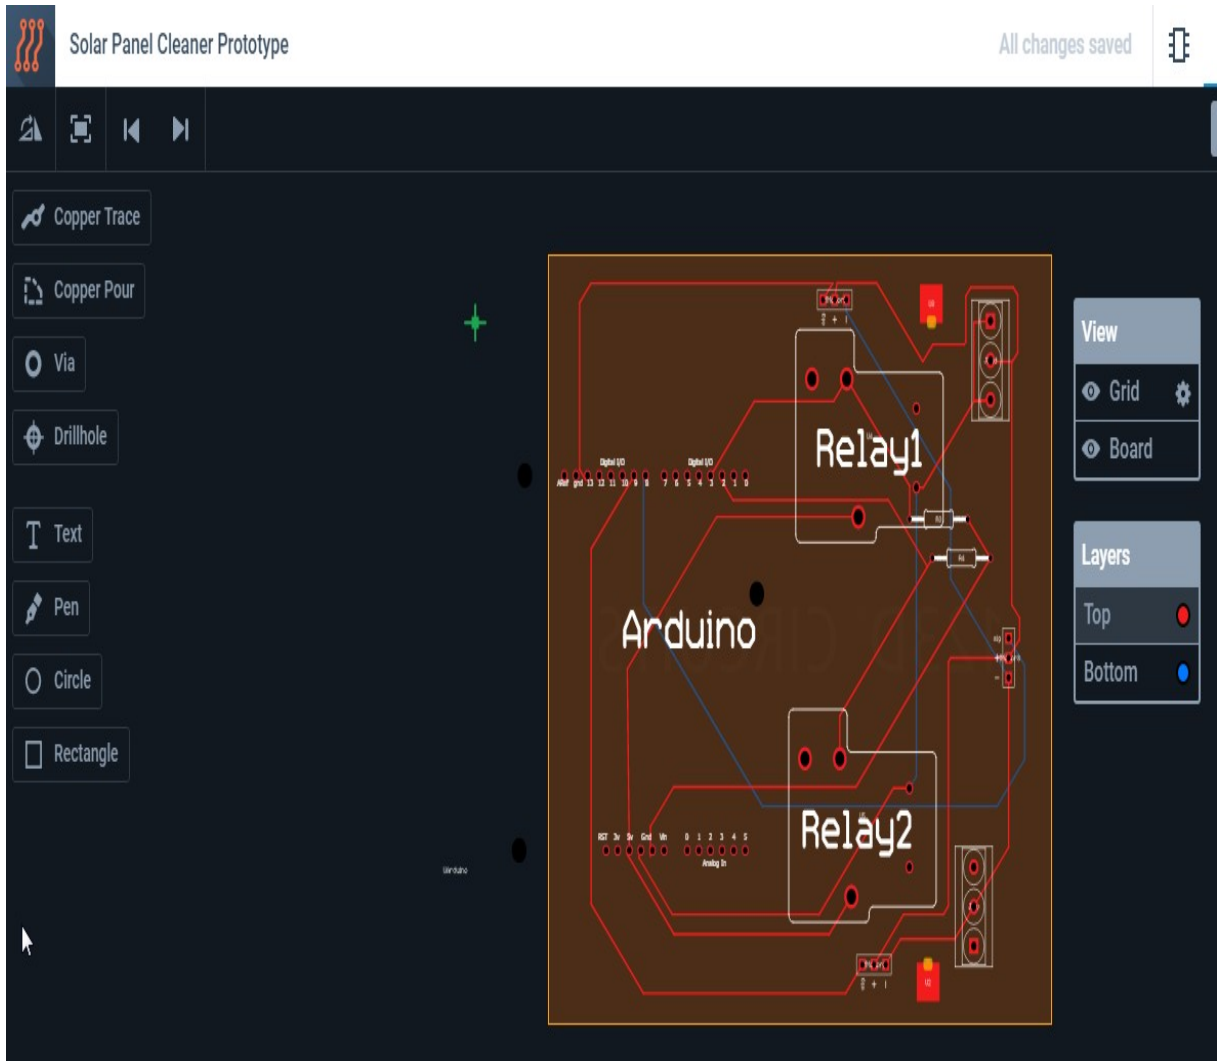 Solar Panel Cleaner Prototype
All changes saved
Copper Trace
Copper Pour
Via
Drillhole
Text
Pen
Circle
Rectangle
View
Grid
Board
Layers
Top
Bottom
+ -
Relay1
Digital I/O Digital I/O
ARef gnd 13 12 11 10 9 8 7 6 5 4 3 2 1 0
Arduino
Relay2
RST 3v 5v Gnd Vin 0 1 2 3 4 5
Analog In
+ -